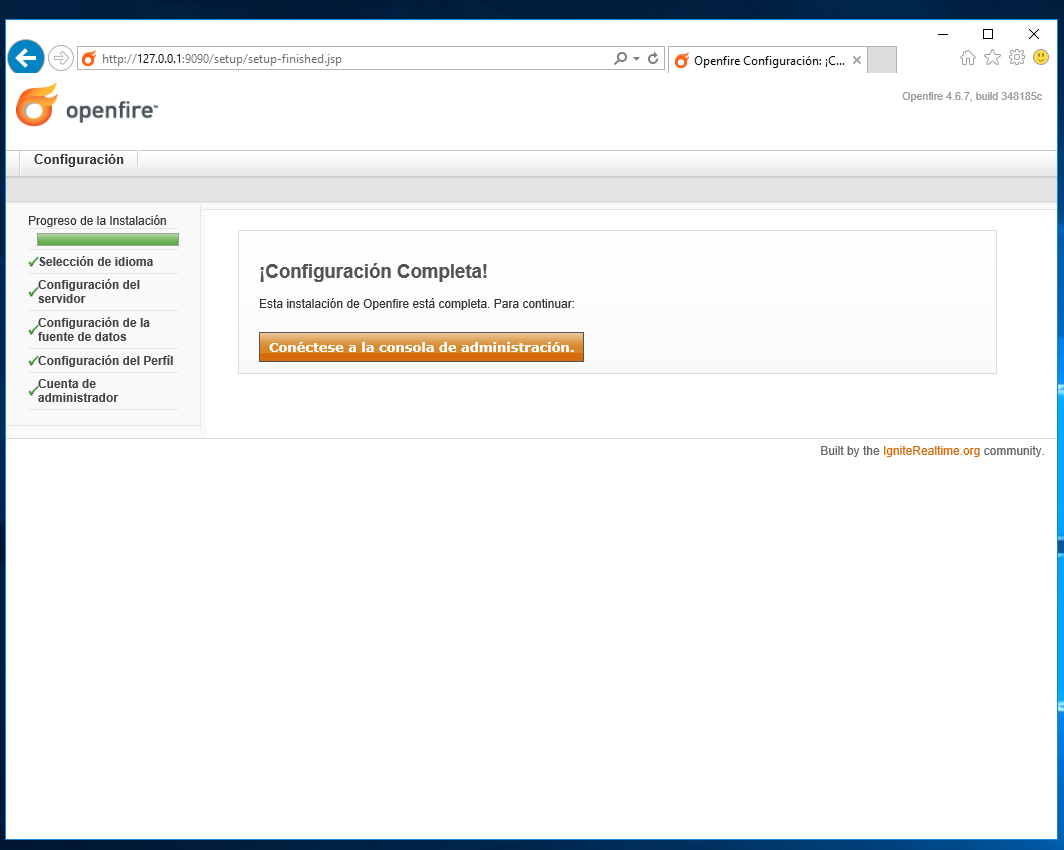 http://127.0.0.1:9090/setup/setup-finished.jsp
Openfire Configuración: ¡C...
openfire™
Openfire 4.6.7, build 348185c
Configuración
Progreso de la Instalación
Selección de idioma
Configuración del
servidor
Configuración de la
fuente de datos
Configuración del Perfíl
Cuenta de
administrador
¡Configuración Completa!
Esta instalación de Openfire está completa. Para continuar:
Conéctese a la consola de administración.
Built by the IgniteRealtime.org community.